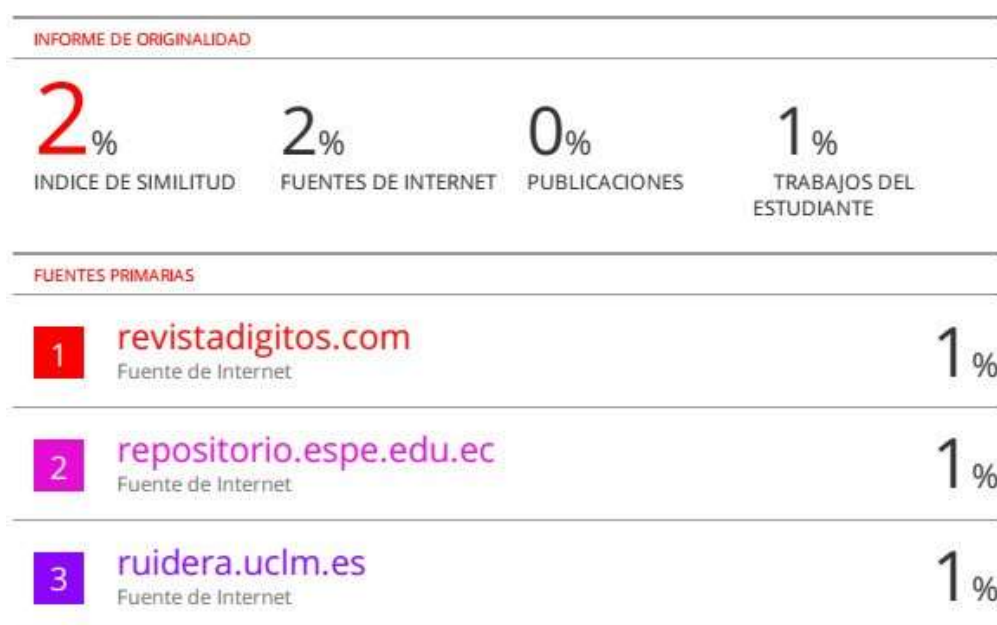 INFORME DE ORIGINALIDAD
2% 2% 0% 1%
INDICE DE SIMILITUD FUENTES DE INTERNET PUBLICACIONES TRABAJOS DEL
ESTUDIANTE
FUENTES PRIMARIAS
1 revistadigitos.com 1%
Fuente de Internet
2 repositorio.espe.edu.ec 1%
Fuente de Internet
3 ruidera.uclm.es 1%
Fuente de Internet